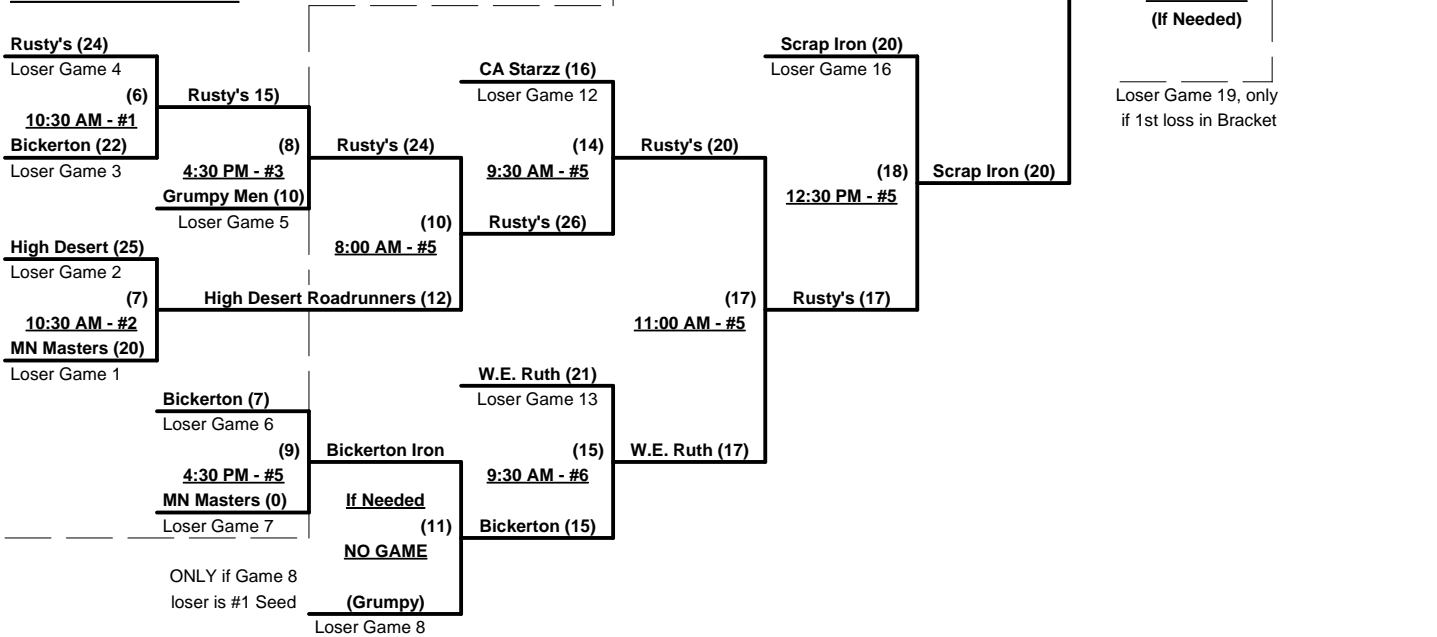 (If Needed)
Rusty's (24)
Scrap Iron (20)
Loser Game 4
CA Starzz (16)
Loser Game 16
(6)
Rusty's 15)
Loser Game 12
Loser Game 19, only
10:30 AM - #1
if 1st loss in Bracket
Bickerton (22)
(8)
Rusty's (24)
(14)
Rusty's (20)
Loser Game 3
4:30 PM - #3
9:30 AM - #5
(18)
Scrap Iron (20)
Grumpy Men (10)
12:30 PM - #5
Loser Game 5
(10)
Rusty's (26)
High Desert (25)
8:00 AM - #5
Loser Game 2
(7)
High Desert Roadrunners (12)
(17)
Rusty's (17)
10:30 AM - #2
11:00 AM - #5
MN Masters (20)
Loser Game 1
W.E. Ruth (21)
Bickerton (7)
Loser Game 13
Loser Game 6
(9)
Bickerton Iron
(15)
W.E. Ruth (17)
4:30 PM - #5
9:30 AM - #6
MN Masters (0)
If Needed
Loser Game 7
(11)
Bickerton (15)
NO GAME
ONLY if Game 8
loser is #1 Seed
(Grumpy)
Loser Game 8